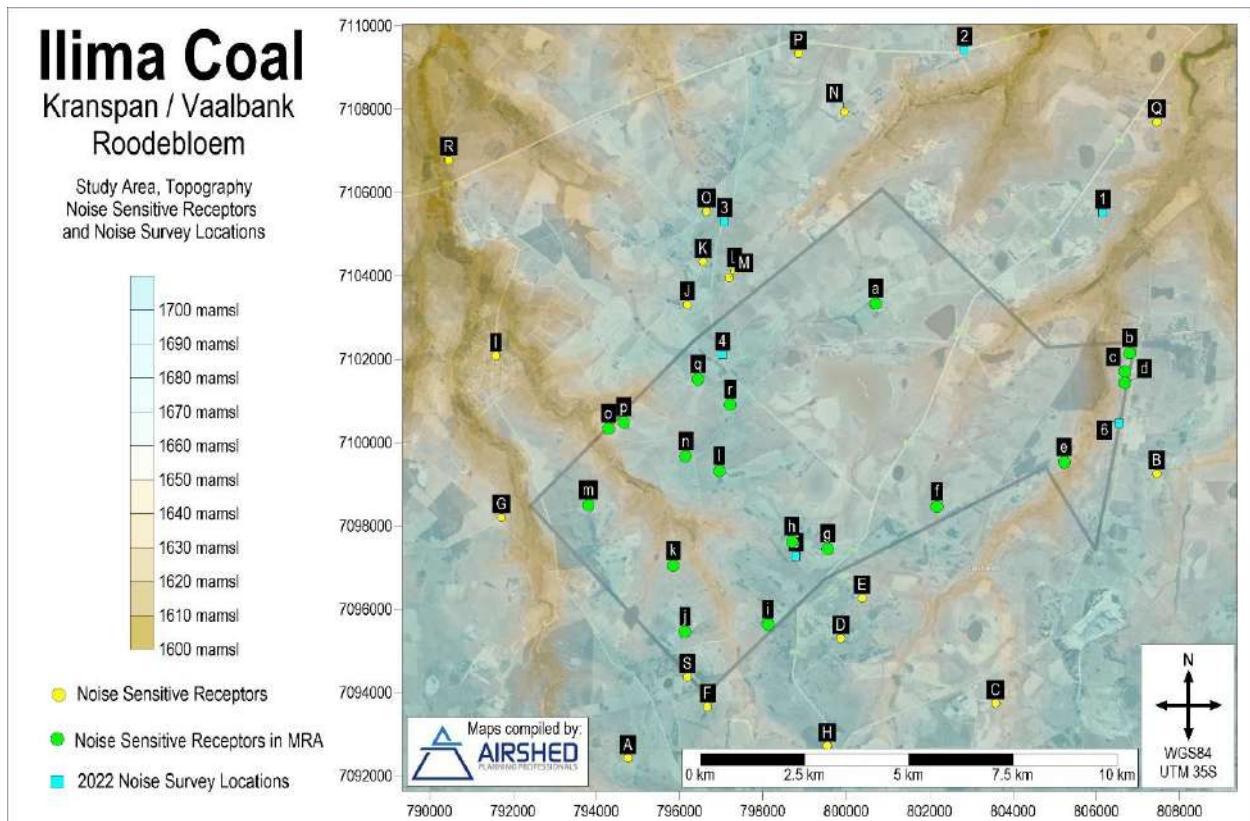 Ilima Coal
Kranspan / Vaalbank
Roodebloem
Study Area, Topography
Noise Sensitive Receptors
and Noise Survey Locations
1700 mamsl
1690 mamsl
1680 mamsl
1670 mamsl
1660 mamsl
1650 mamsl
1640 mamsl
1630 mamsl
1620 mamsl
1610 mamsl
1600 mamsl
Noise Sensitive Receptors
Noise Sensitive Receptors in MRA
2022 Noise Survey Locations
7110000
7108000
7106000
7104000
7102000
7100000
7098000
7096000
7094000
7092000
P
2
N
Q
R
O
3
1
K
L
M
J
a
4
b
I
c
d
q
r
o
p
6
n
l
e
B
m
f
G
h
g
k
E
j
i
D
S
F
C
H
A
Maps compiled by:
AIRSHED
PLANNING PROFESSIONALS
0 km
2.5 km
5 km
7.5 km
10 km
N
WGS84
UTM 35S
790000
792000
794000
796000
798000
800000
802000
804000
806000
808000